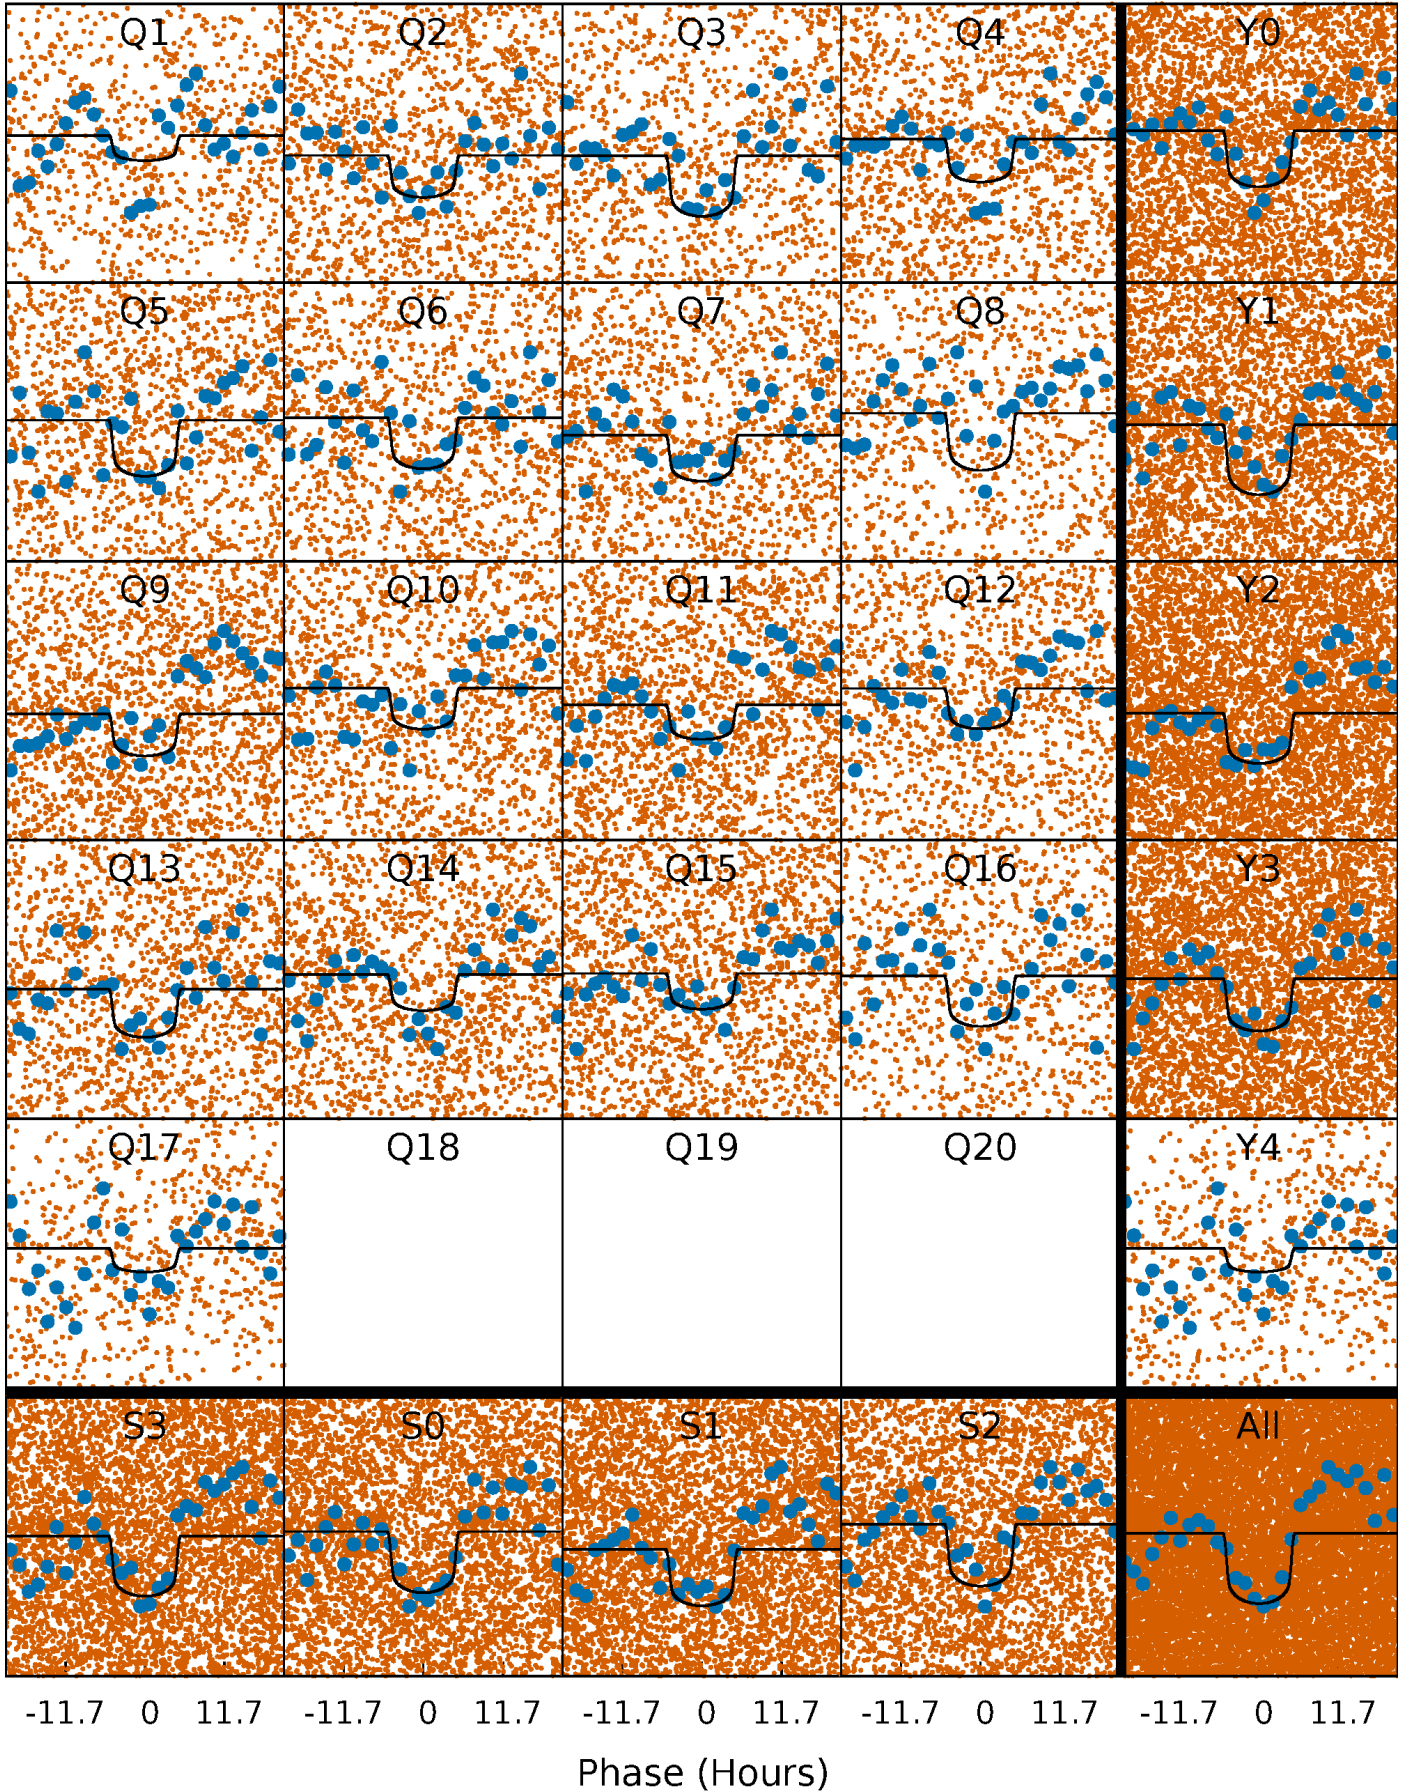 Q1 Q2 Q3 Q4 Y0
Q5 Q6 Q7 Q8 Y1
Q9 Q10 Q11 Q12 Y2
Q13 Q14 Q15 Q16 Y3
Q17 Q18 Q19 Q20 Y4
S3 S0 S1 S2 All
-11.7 0 11.7 -11.7 0 11.7 -11.7 0 11.7 -11.7 0 11.7 -11.7 0 11.7
Phase (Hours)